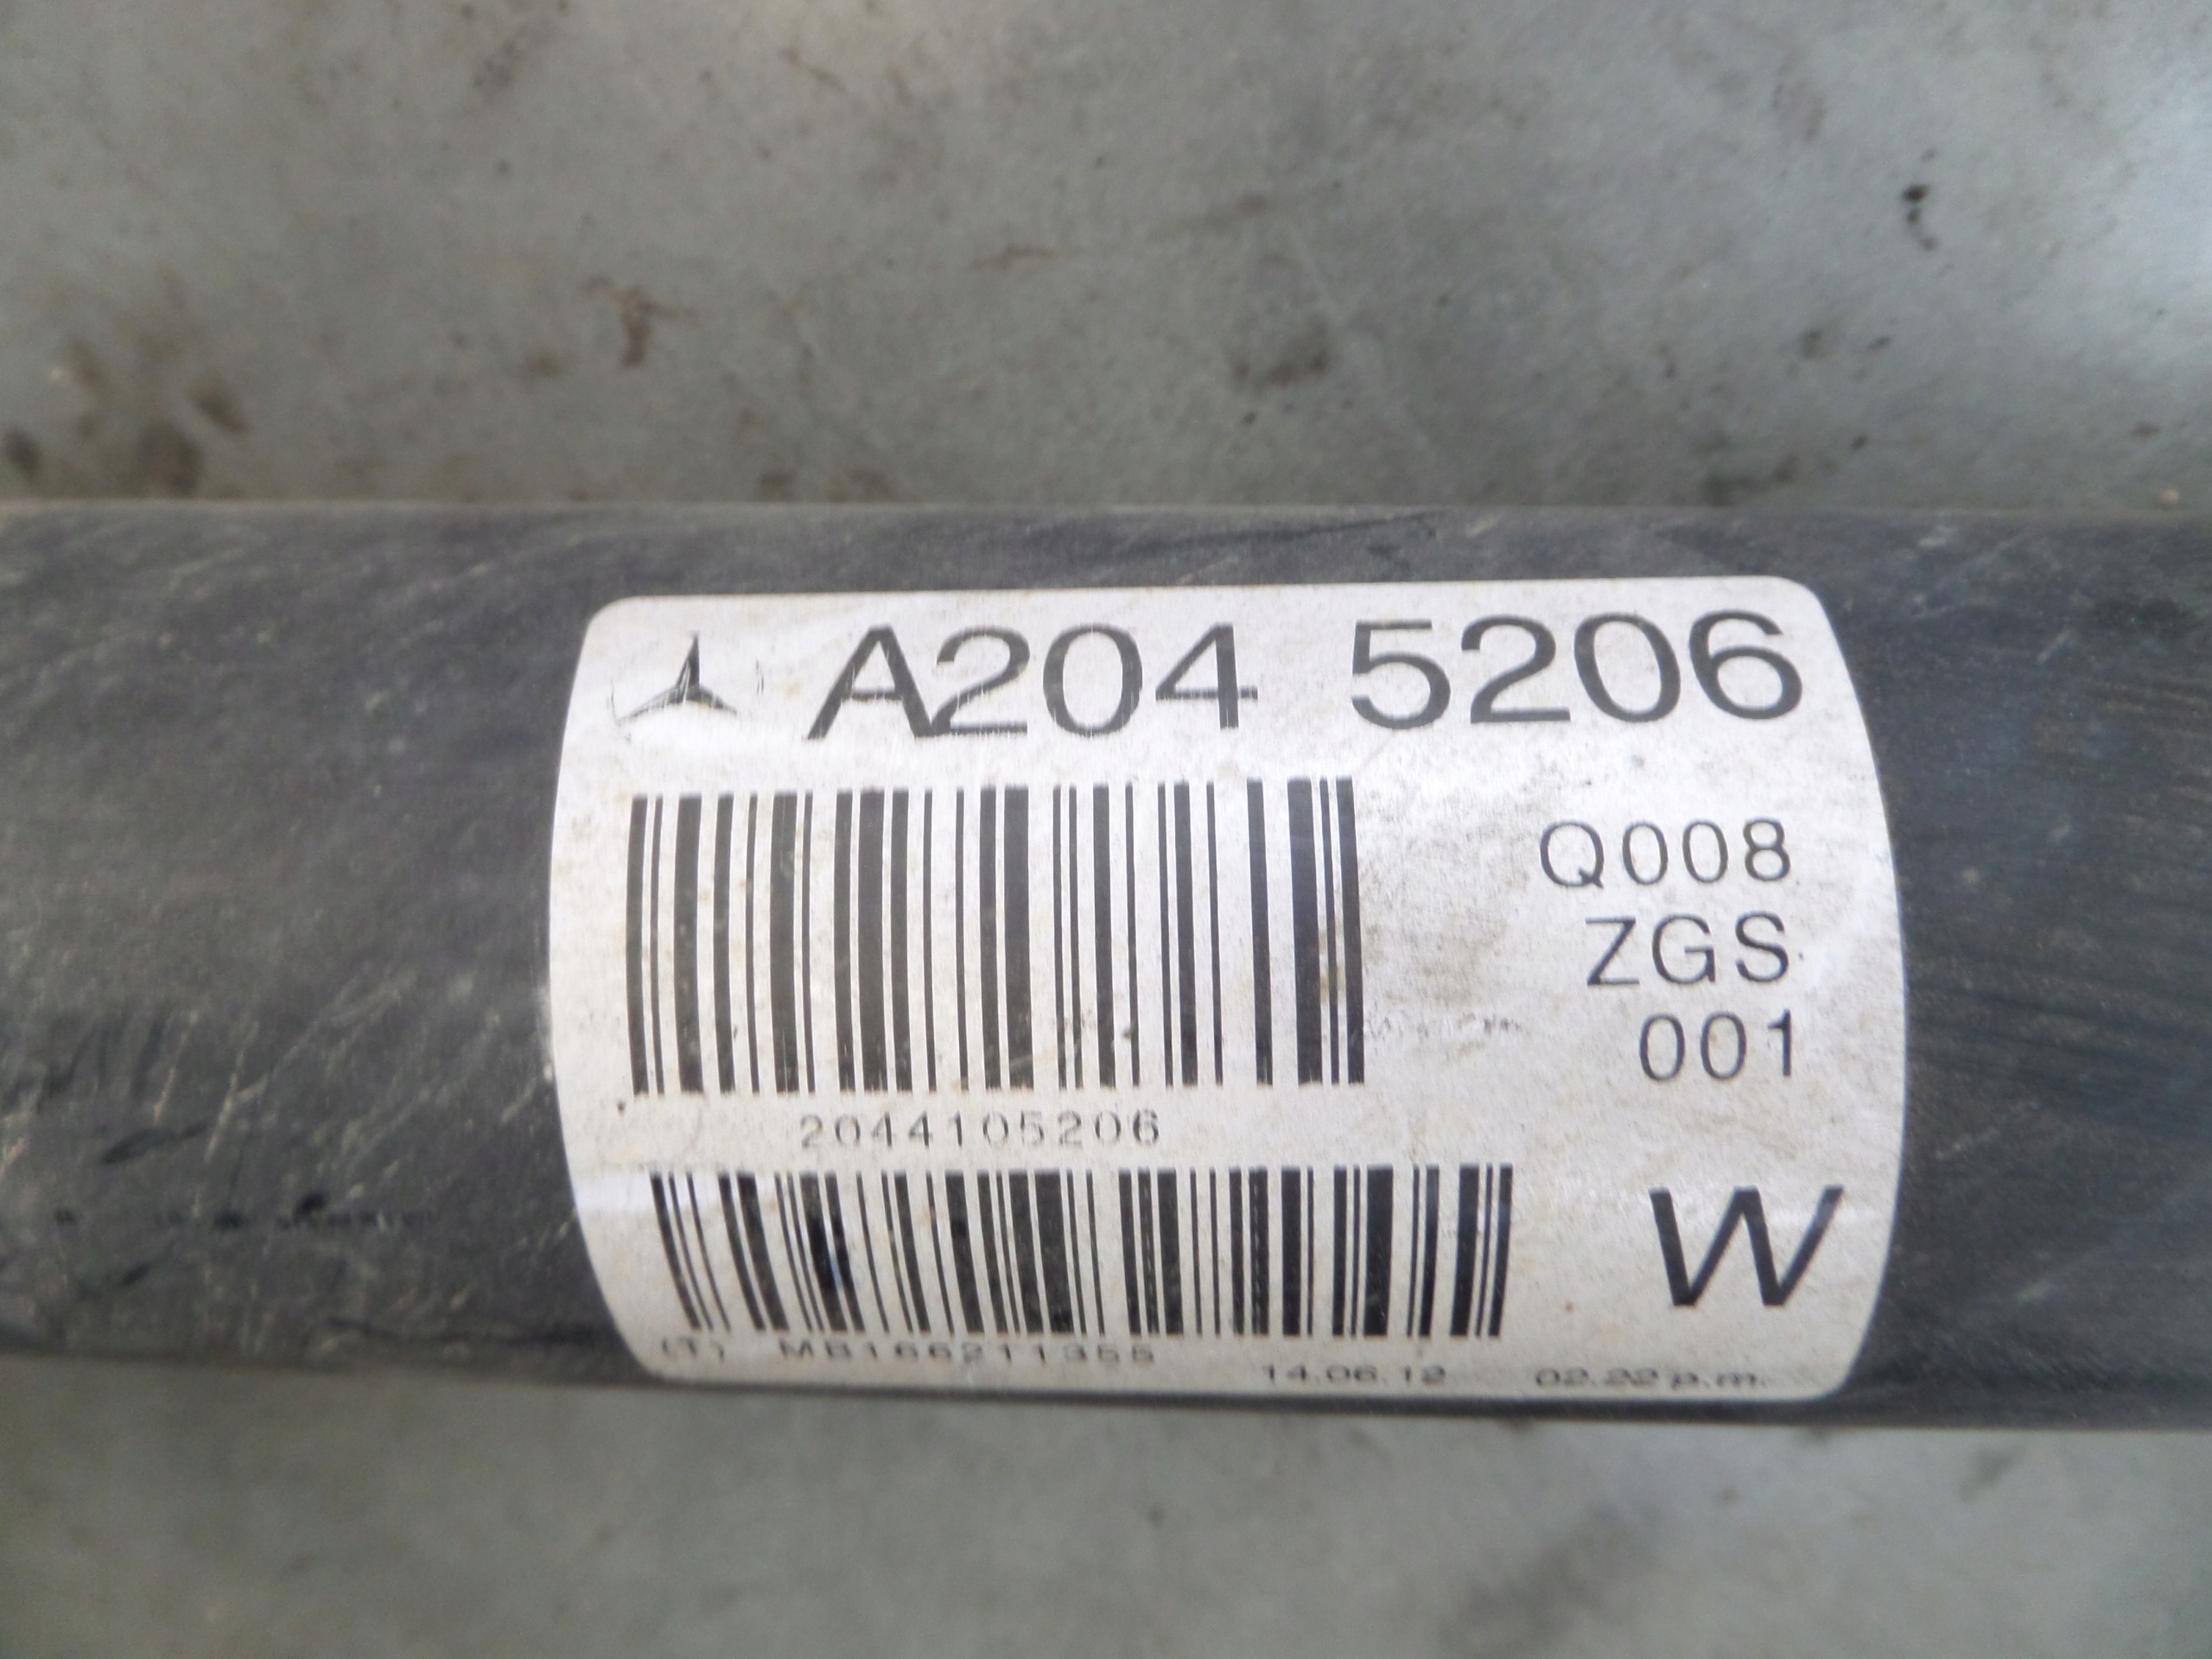 A204 5206
Q008
ZGS
001
2044105206
W
(T) MB166211355
14.06.12 02.22 p.m.